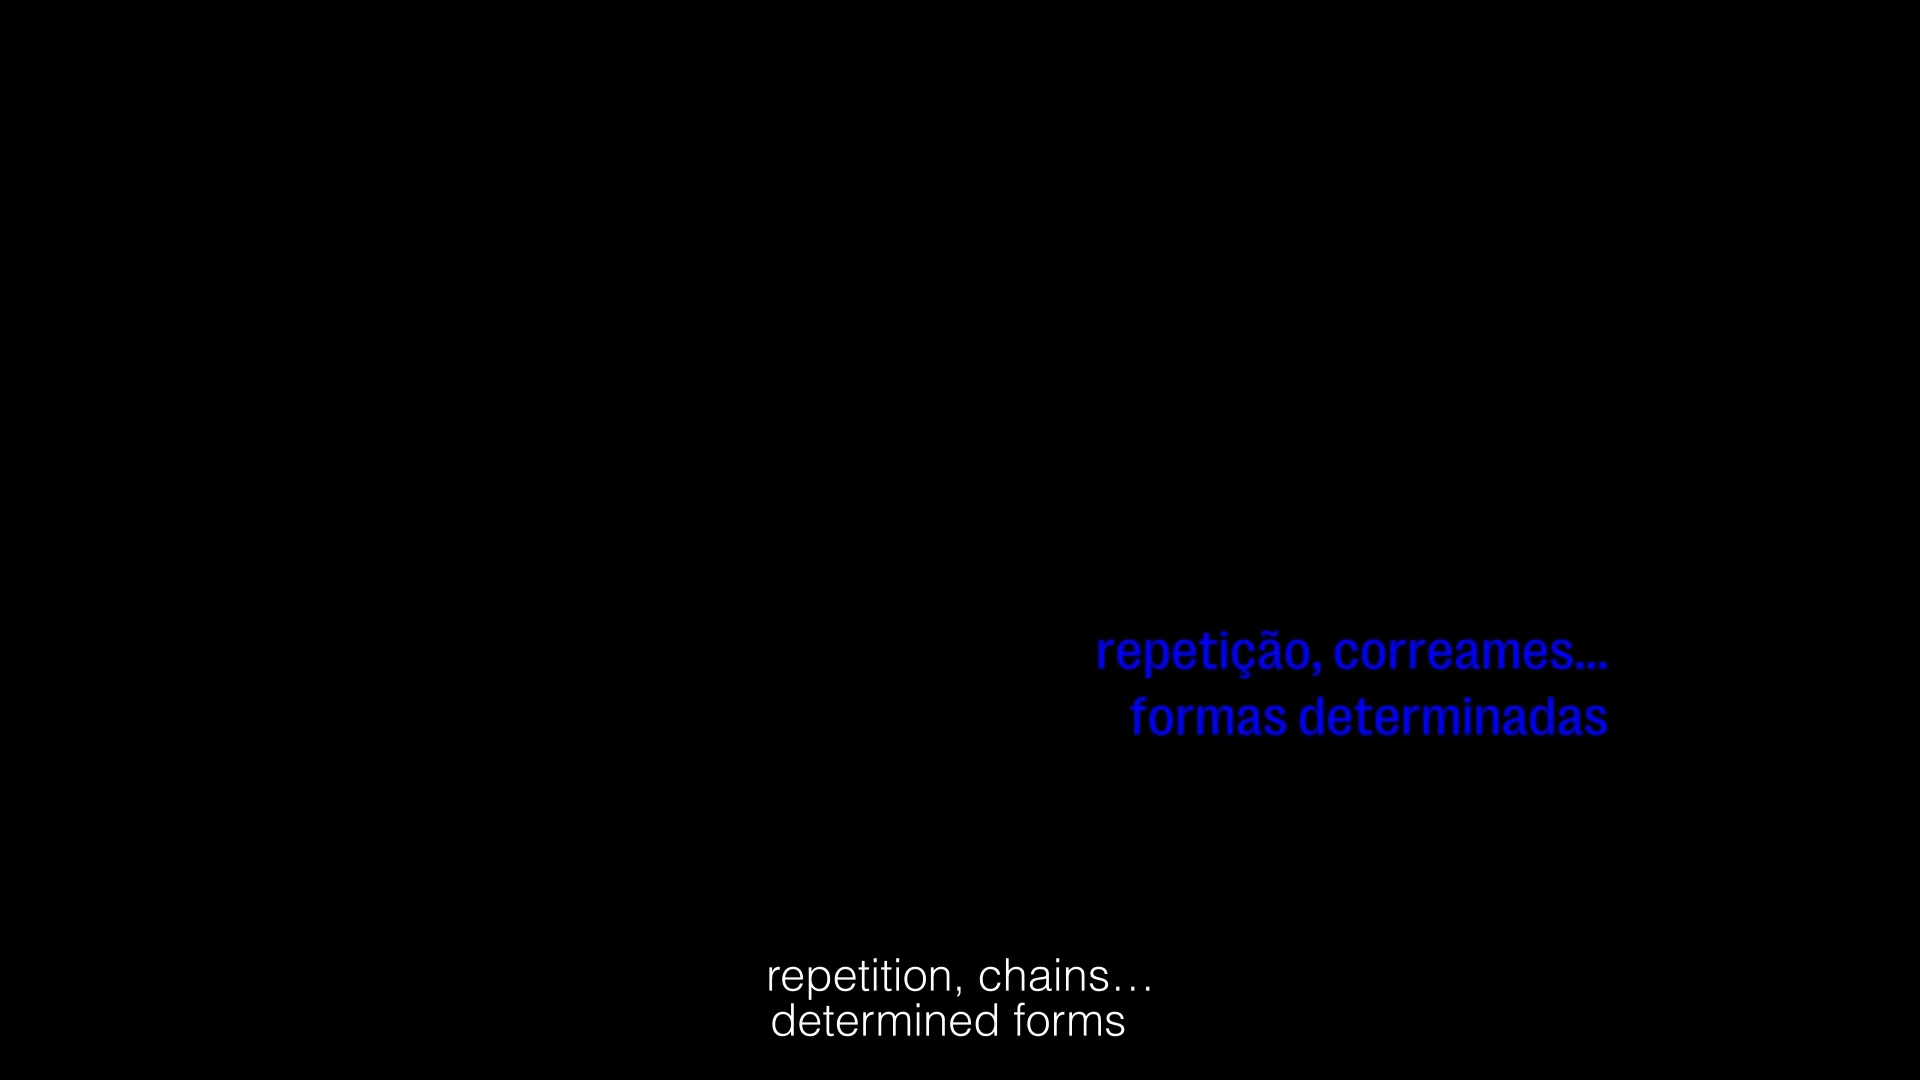 repetição, correames...
formas determinadas
repetition, chains...
determined forms